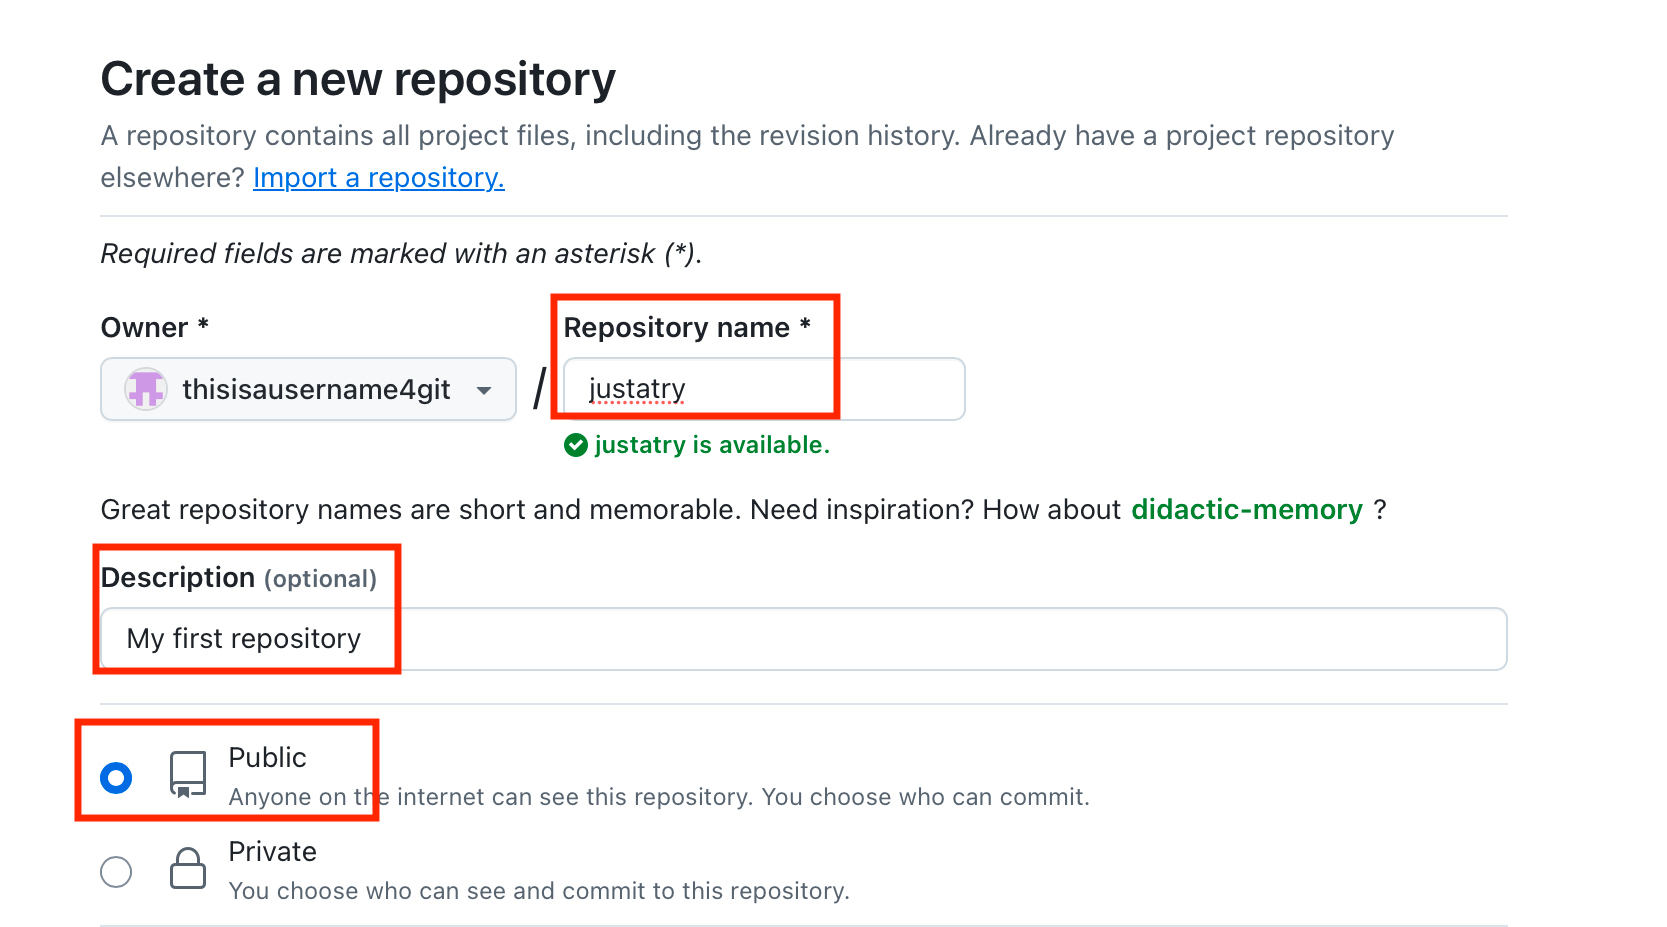 Create a new repository
A repository contains all project files, including the revision history. Already have a project repository
elsewhere? Import a repository.
Required fields are marked with an asterisk (*).
Owner *
Repository name *
thisisausername4git
/
justatry
justatry is available.
Great repository names are short and memorable. Need inspiration? How about didactic-memory ?
Description (optional)
My first repository
Public
Anyone on the internet can see this repository. You choose who can commit.
Private
You choose who can see and commit to this repository.